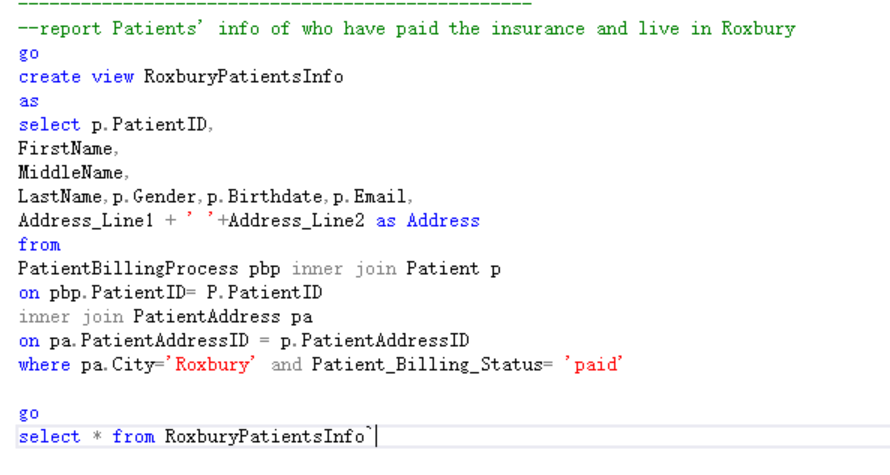 --report Patients' info of who have paid the insurance and live in Roxbury
go
create view RoxburyPatientsInfo
as
select p.PatientID,
FirstName,
MiddleName,
LastName,p.Gender,p.Birthdate,p.Email,
Address_Line1 + ' '+Address_Line2 as Address
from
PatientBillingProcess pbp inner join Patient p
on pbp.PatientID= P.PatientID
inner join PatientAddress pa
on pa.PatientAddressID = p.PatientAddressID
where pa.City='Roxbury' and Patient_Billing_Status= 'paid'
go
select * from RoxburyPatientsInfo`